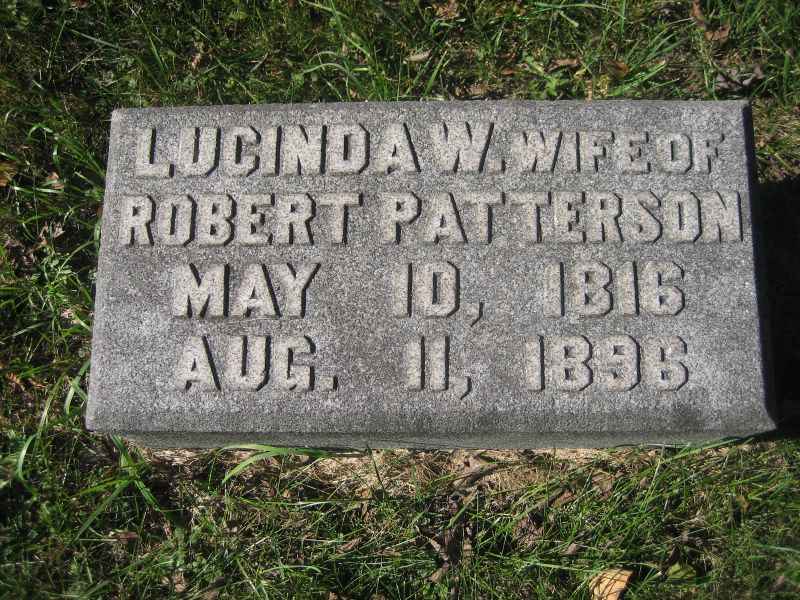 LUCINDA W. WIFE OF
ROBERT PATTERSON
MAY 10, 1816
AUG. 11, 1896